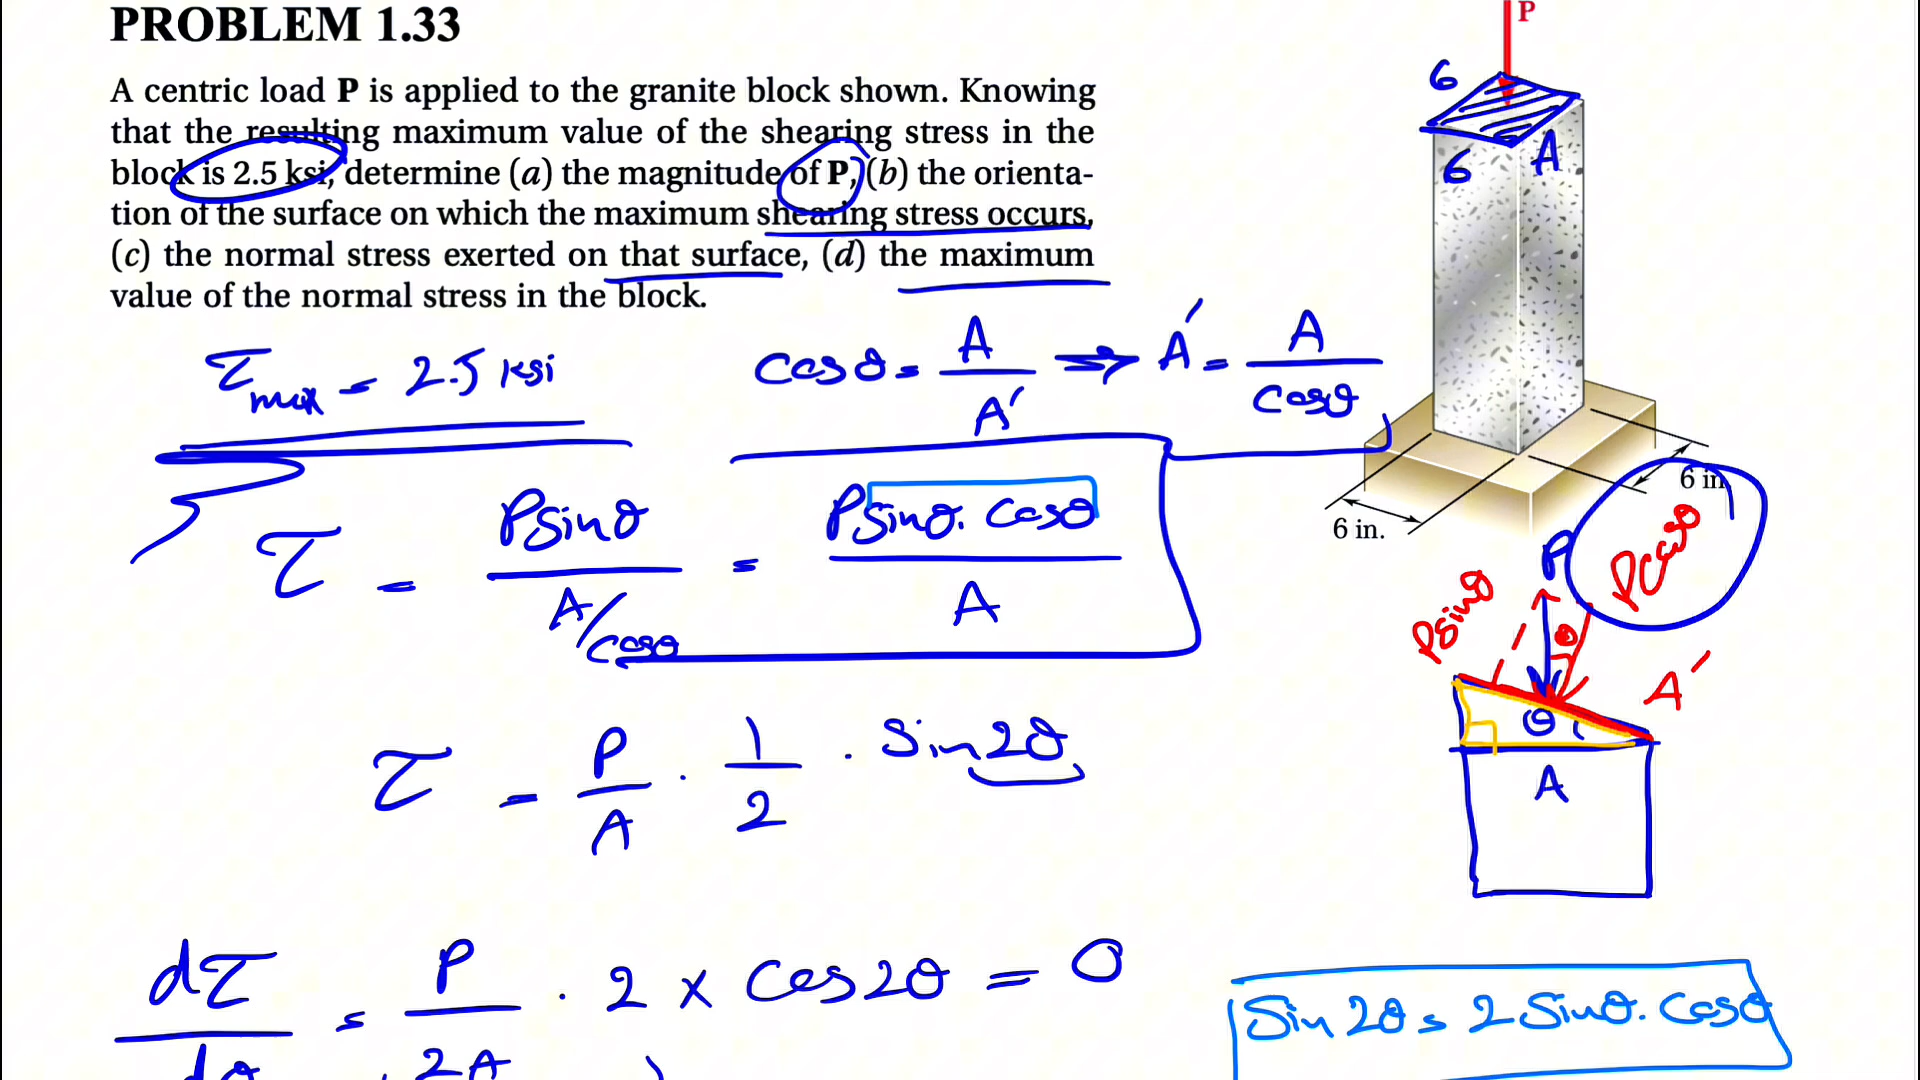 PROBLEM 1.33
A centric load P is applied to the granite block shown. Knowing
that the resulting maximum value of the shearing stress in the
block is 2.5 ksi, determine (a) the magnitude of P, (b) the orienta-
tion of the surface on which the maximum shearing stress occurs,
(c) the normal stress exerted on that surface, (d) the maximum
value of the normal stress in the block.
P
6
6 A
6 in.
6 in.
τmax = 2.5 ksi
cosθ = A / A' ⇒ A' = A / cosθ
τ = Psinθ / A/cosθ = Psinθ. cosθ / A
τ = P / A . 1 / 2 . Sin2θ
dτ / dθ = P / 2A . 2 × Cos2θ = 0
P
Pcosθ
Psinθ
θ
A'
θ
A
Sin2θ = 2 Sinθ. Cosθ